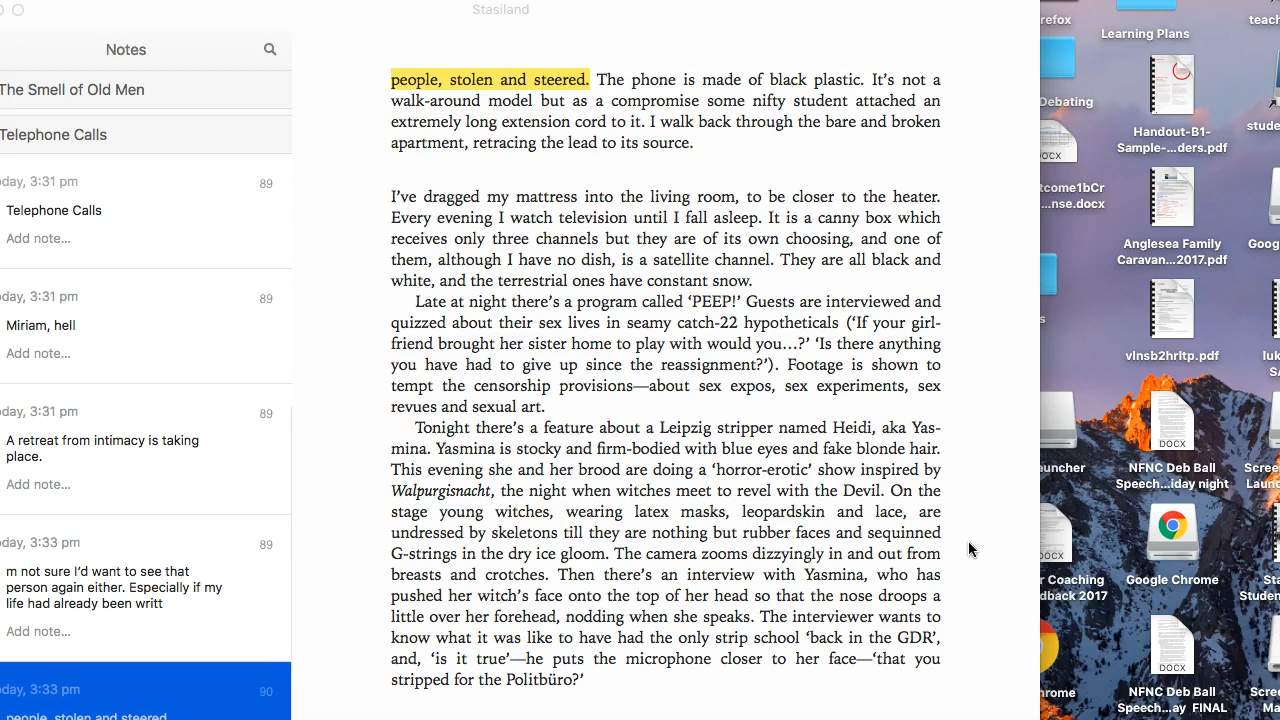 Stasiland
Notes
The Smell of Old Men
Telephone Calls
oday, 3:31 pm
89
Telephone Calls
Add note...
oday, 3:31 pm
89
Miriam, hell
Add note...
oday, 3:31 pm
89
A retreat from intimacy is taking
place.
Add note...
oday, 3:33 pm
89
m not sure I'd want to see that
person again either. Especially if my
life had already been writt
Add note...
oday, 3:33 pm
90
people, stolen and steered.
people, stolen and steered. The phone is made of black plastic. It's not a
walk-around model but as a compromise some nifty student attached an
extremely long extension cord to it. I walk back through the bare and broken
apartment, retracing the lead to its source.
I've dragged my mattress into the living room, to be closer to the heater.
Every evening I watch television until I fall asleep. It is a zany box which
receives only three channels but they are of its own choosing, and one of
them, although I have no dish, is a satellite channel. They are all black and
white, and the terrestrial ones have constant snow.
Late at night there's a program called 'PEEP!' Guests are interviewed and
quizzed about their sex lives in steamy catch-22 hypotheticals ('If your girl-
friend brought her sister home to play with would you...?' 'Is there anything
you have had to give up since the reassignment?'). Footage is shown to
tempt the censorship provisions—about sex expos, sex experiments, sex
revues and sexual art.
Tonight there's a feature about a Leipzig stripper named Heidi, aka Yas-
mina. Yasmina is stocky and firm-bodied with blue eyes and fake blonde hair.
This evening she and her brood are doing a 'horror-erotic' show inspired by
Walpurgisnacht, the night when witches meet to revel with the Devil. On the
stage young witches, wearing latex masks, leopardskin and lace, are
undressed by skeletons till they are nothing but rubber faces and sequinned
G-strings in the dry ice gloom. The camera zooms dizzyingly in and out from
breasts and crotches. Then there's an interview with Yasmina, who has
pushed her witch's face onto the top of her head so that the nose droops a
little over her forehead, nodding when she speaks. The interviewer wants to
know what it was like to have had the only strip school 'back in the GDR',
and, 'is it true'—he puts the microphone closer to her face—'that you
stripped for the Politbüro?'
refox
Learning Plans
teach
Debating
OCX
Handout-B1-
Sample-...ders.pdf
stude
tcome1bCr
...nse.docx
Anglesea Family
Caravan...2017.pdf
Goog
s
vlnsb2hrltp.pdf
luk
SA
DOCX
auncher
NFNC Deb Ball
Speech...iday night
Screen
Laun
OCX
r Coaching
dback 2017
Google Chrome
Studen
DOCX
hrome
NFNC Deb Ball
Speech...ay FINAL
Scree
Ma